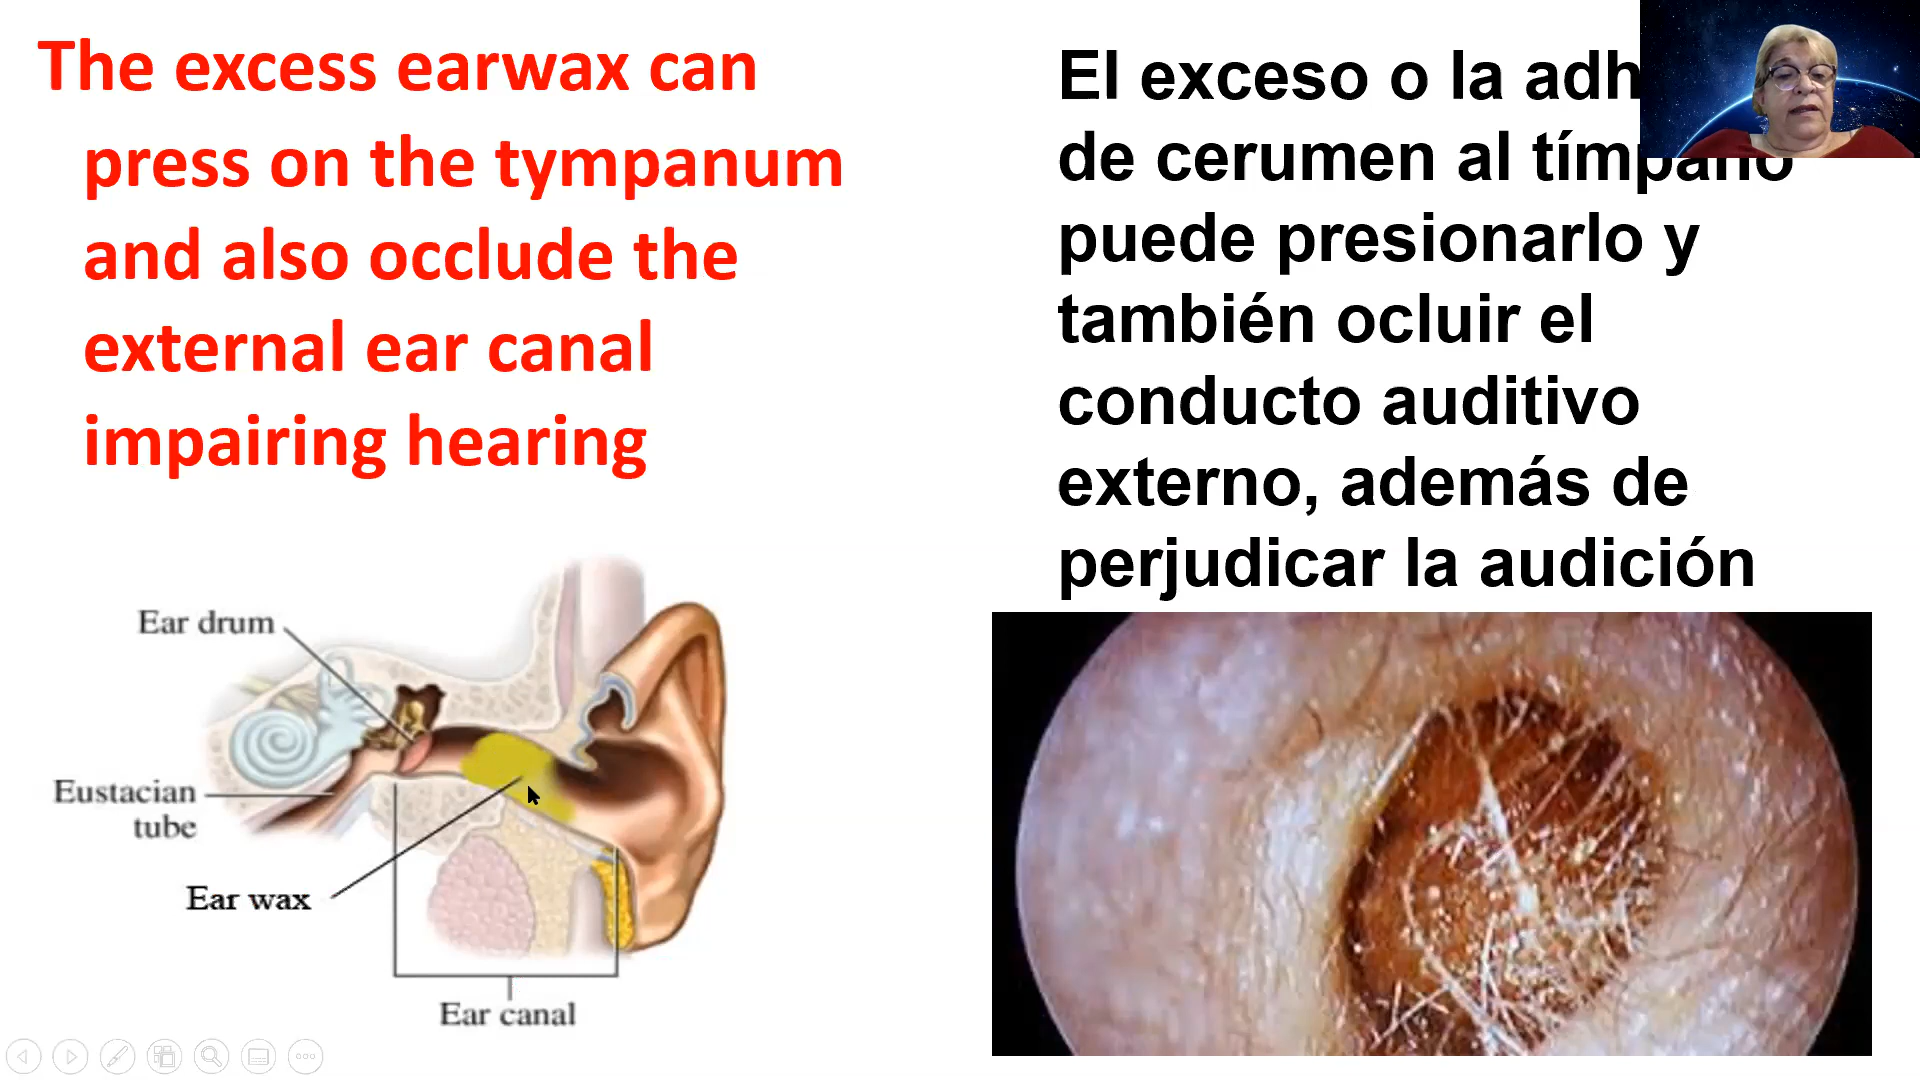 The excess earwax can
press on the tympanum
and also occlude the
external ear canal
impairing hearing
El exceso o la
de cerumen al tímpano
puede presionarlo y
también ocluir el
conducto auditivo
externo, además de
perjudicar la audición
Ear drum
Eustacian
tube
Ear wax
Ear canal